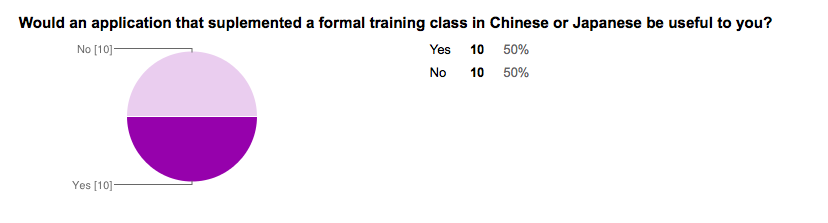 Would an application that suplemented a formal training class in Chinese or Japanese be useful to you?
No [10]
Yes 10 50%
No 10 50%
Yes [10]